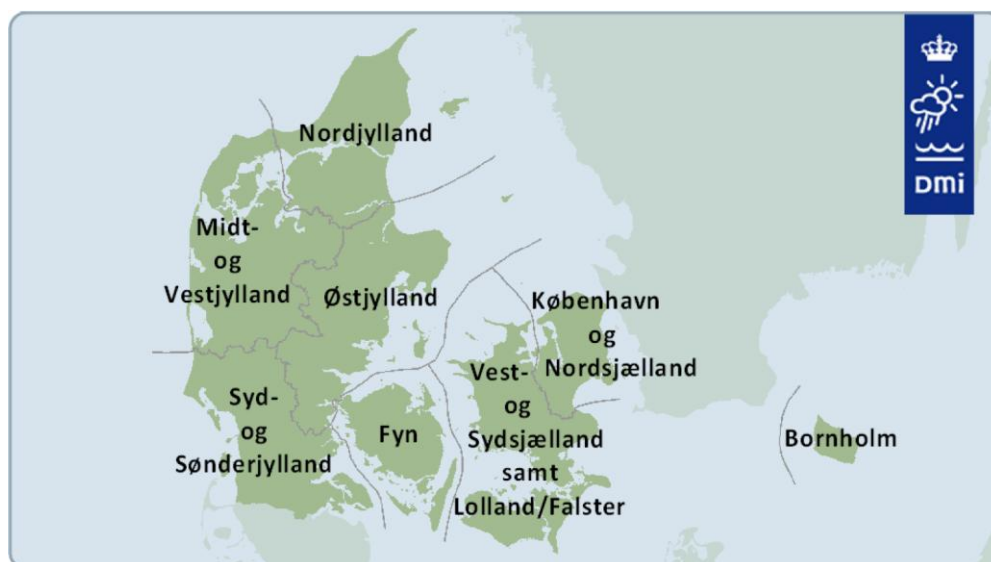 Nordjylland
Midt-
og
Vestjylland
Østjylland
København
og
Nordsjælland
Syd-
og
Sønderjylland
Fyn
Vest-
og
Sydsjælland
samt
Lolland/Falster
Bornholm
DMi